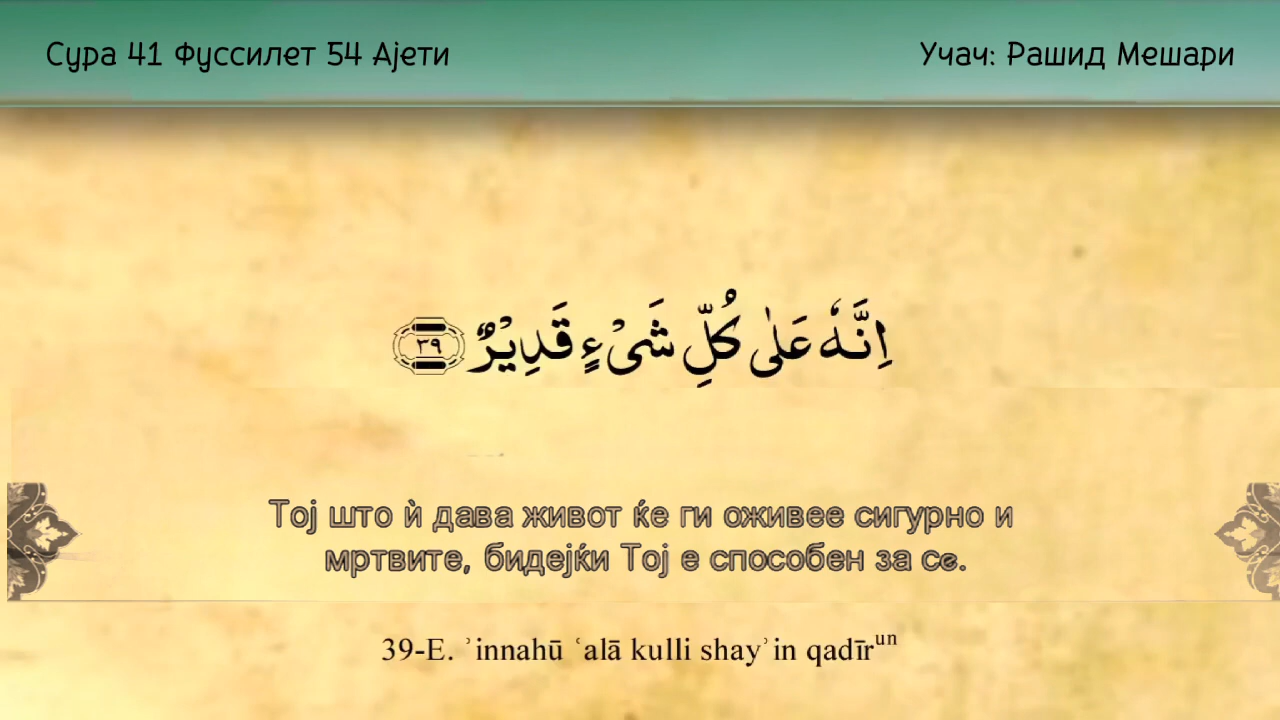 Сура 41 Фуссилет 54 Ајети
Учач: Рашид Мешари
اِنَّهٗ عَلٰى كُلِّ شَىْءٍ قَدِيْرٌ ﴿٣٩﴾
Тој што ѝ дава живот ќе ги оживее сигурно и
мртвите, бидејќи Тој е способен за се.
39-E. ʾinnahū ʿalā kulli shayʾin qadīrᵘⁿ